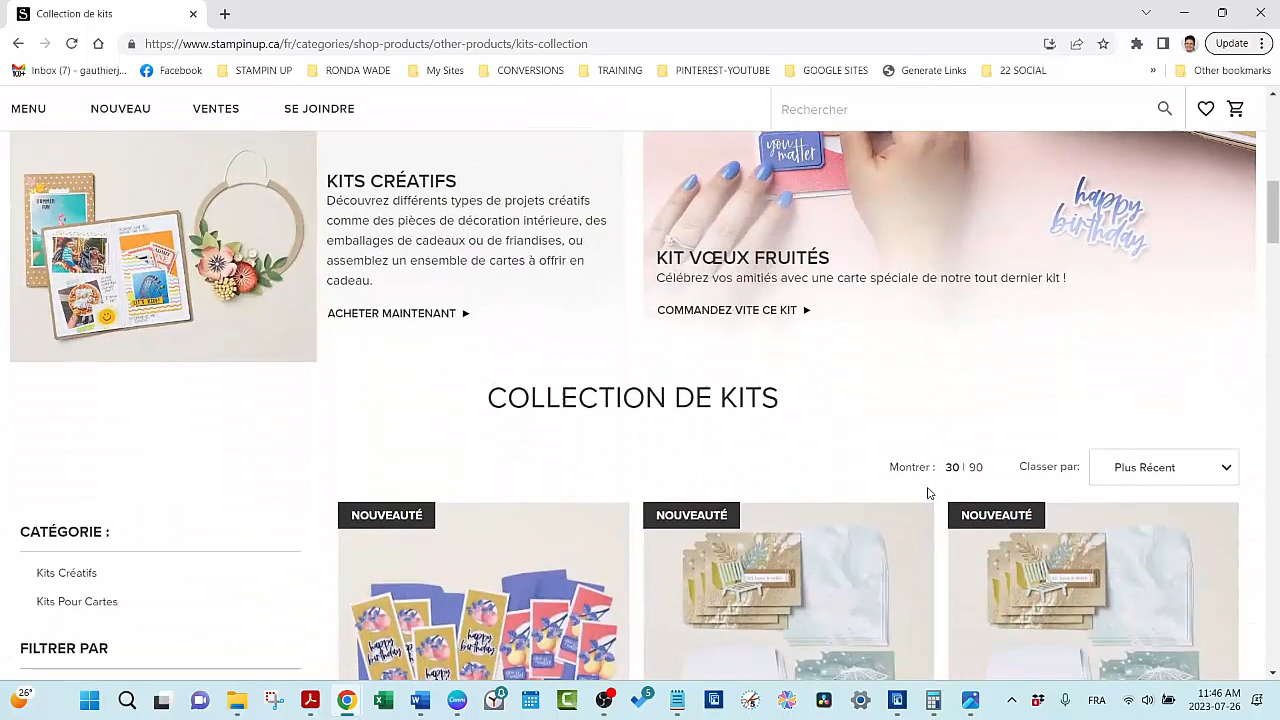 Collection de kits
https://www.stampinup.ca/fr/categories/shop-products/other-products/kits-collection
Update
Inbox (7) - gauthierj...
Facebook
STAMPIN UP
RONDA WADE
My Sites
CONVERSIONS
TRAINING
PINTEREST-YOUTUBE
GOOGLE SITES
Generate Links
22 SOCIAL
»
Other bookmarks
MENU
NOUVEAU
VENTES
SE JOINDRE
Rechercher
you matter
happy birthday
KITS CRÉATIFS
Découvrez différents types de projets créatifs
comme des pièces de décoration intérieure, des
emballages de cadeaux ou de friandises, ou
assemblez un ensemble de cartes à offrir en
cadeau.
ACHETER MAINTENANT
KIT VŒUX FRUITÉS
Célébrez vos amitiés avec une carte spéciale de notre tout dernier kit !
COMMANDEZ VITE CE KIT
COLLECTION DE KITS
Montrer : 30 | 90
Classer par: Plus Récent
CATÉGORIE :
Kits Créatifs
Kits Pour Cartes
FILTRER PAR
NOUVEAUTÉ
NOUVEAUTÉ
NOUVEAUTÉ
happy birthday
26°
FRA
11:46 AM
2023-07-26